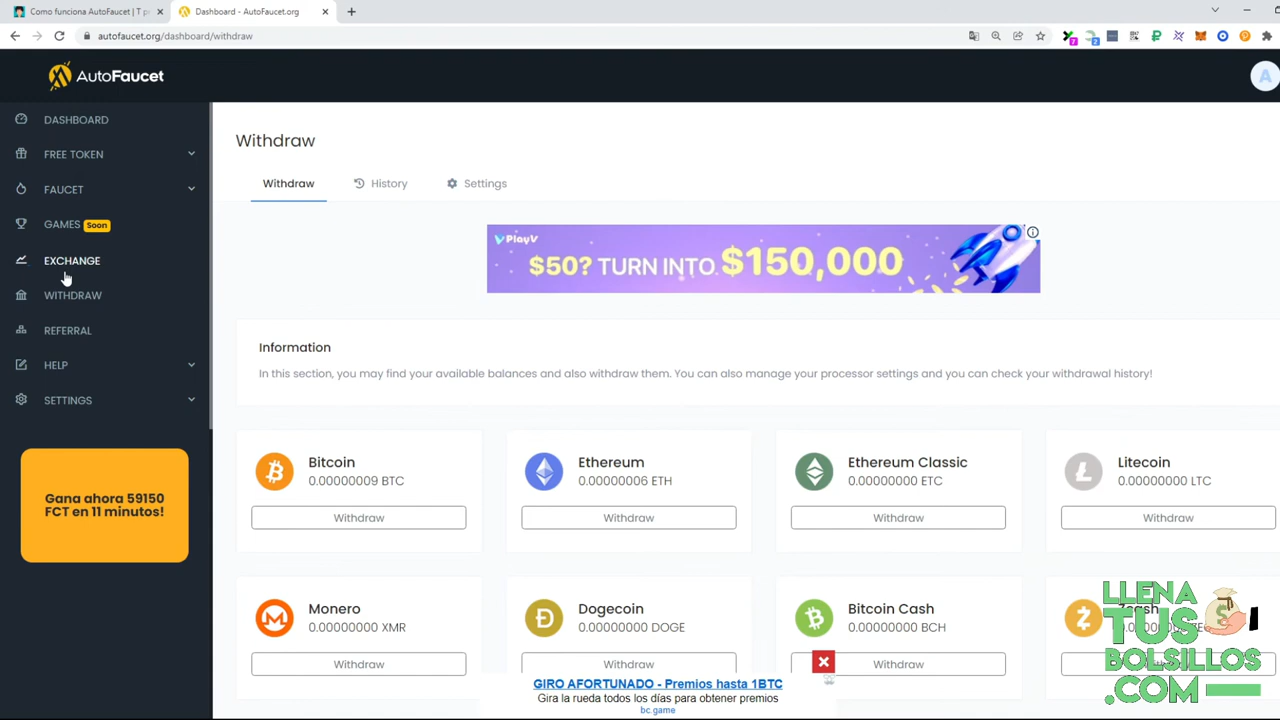 Como funciona AutoFaucet | T p
Dashboard - AutoFaucet.org
autofaucet.org/dashboard/withdraw
7
2
AutoFaucet
A
DASHBOARD
FREE TOKEN
FAUCET
GAMES Soon
EXCHANGE
WITHDRAW
REFERRAL
HELP
SETTINGS
Gana ahora 59150
FCT en 11 minutos!
Withdraw
Withdraw
History
Settings
PlayV
$50? TURN INTO $150,000
Information
In this section, you may find your available balances and also withdraw them. You can also manage your processor settings and you can check your withdrawal history!
Bitcoin
0.00000009 BTC
Withdraw
Ethereum
0.00000006 ETH
Withdraw
Ethereum Classic
0.00000000 ETC
Withdraw
Litecoin
0.00000000 LTC
Withdraw
Monero
0.00000000 XMR
Withdraw
Dogecoin
0.00000000 DOGE
Withdraw
Bitcoin Cash
0.00000000 BCH
Withdraw
LLENA
TUS
BOLSILLOS
.COM
GIRO AFORTUNADO - Premios hasta 1BTC
Gira la rueda todos los días para obtener premios
bc.game